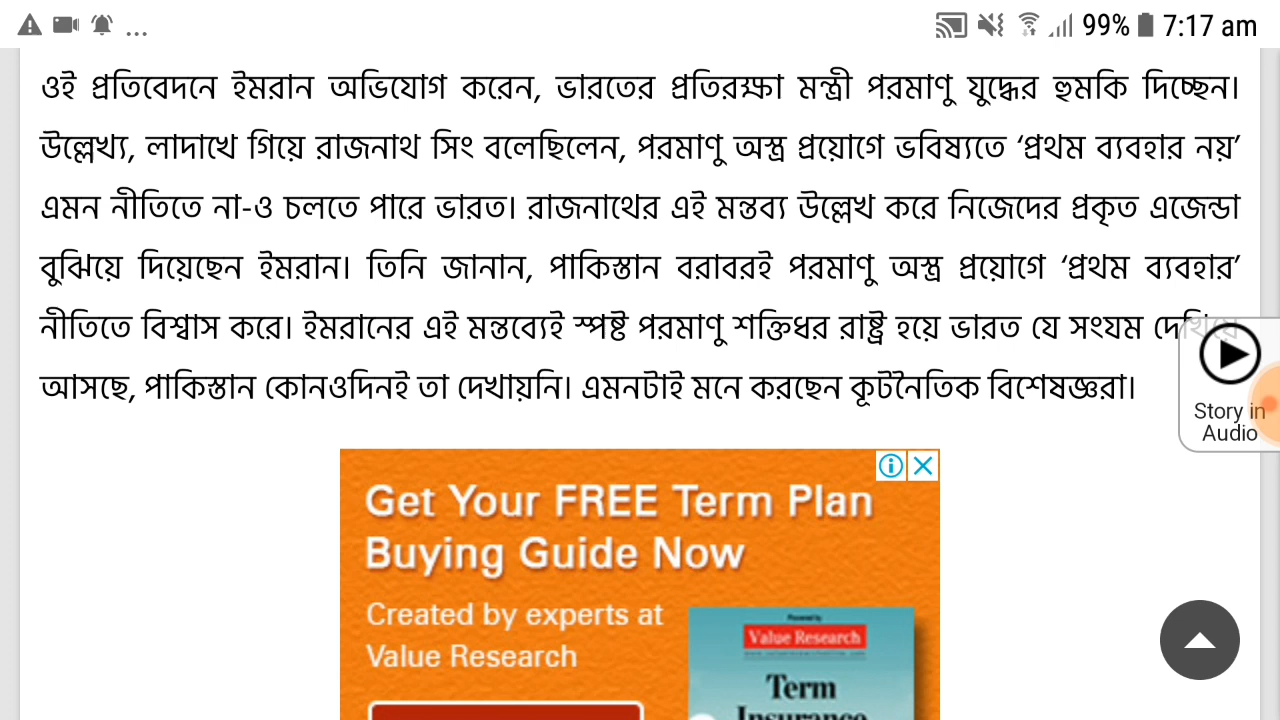 ... 99% 7:17 am
ওই প্রতিবেদনে ইমরান অভিযোগ করেন, ভারতের প্রতিরক্ষা মন্ত্রী পরমাণু যুদ্ধের হুমকি দিচ্ছেন।
উল্লেখ্য, লাদাখে গিয়ে রাজনাথ সিং বলেছিলেন, পরমাণু অস্ত্র প্রয়োগে ভবিষ্যতে ‘প্রথম ব্যবহার নয়’
এমন নীতিতে না-ও চলতে পারে ভারত। রাজনাথের এই মন্তব্য উল্লেখ করে নিজেদের প্রকৃত এজেন্ডা
বুঝিয়ে দিয়েছেন ইমরান। তিনি জানান, পাকিস্তান বরাবরই পরমাণু অস্ত্র প্রয়োগে ‘প্রথম ব্যবহার’
নীতিতে বিশ্বাস করে। ইমরানের এই মন্তব্যেই স্পষ্ট পরমাণু শক্তিধর রাষ্ট্র হয়ে ভারত যে সংযম দেখিয়ে
আসছে, পাকিস্তান কোনওদিনই তা দেখায়নি। এমনটাই মনে করছেন কূটনৈতিক বিশেষজ্ঞরা।
Story in
Audio
Get Your FREE Term Plan
Buying Guide Now
Created by experts at
Value Research
Powered by
Value Research
Term
Insurance